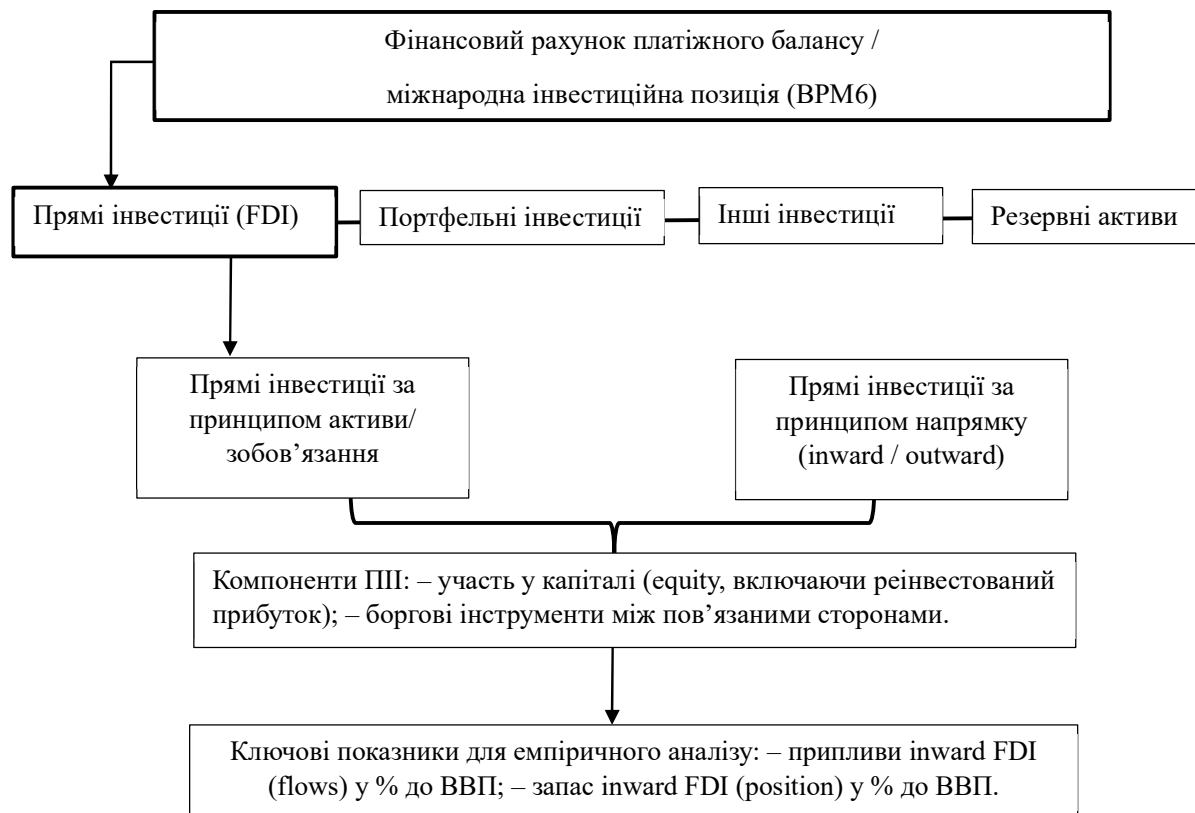 Фінансовий рахунок платіжного балансу /
міжнародна інвестиційна позиція (BPM6)
Прямі інвестиції (FDI)
Портфельні інвестиції
Інші інвестиції
Резервні активи
Прямі інвестиції за
принципом активи/
зобов’язання
Прямі інвестиції за
принципом напрямку
(inward / outward)
Компоненти ПІІ: – участь у капіталі (equity, включаючи реінвестований
прибуток); – боргові інструменти між пов’язаними сторонами.
Ключові показники для емпіричного аналізу: – припливи inward FDI
(flows) у % до ВВП; – запас inward FDI (position) у % до ВВП.